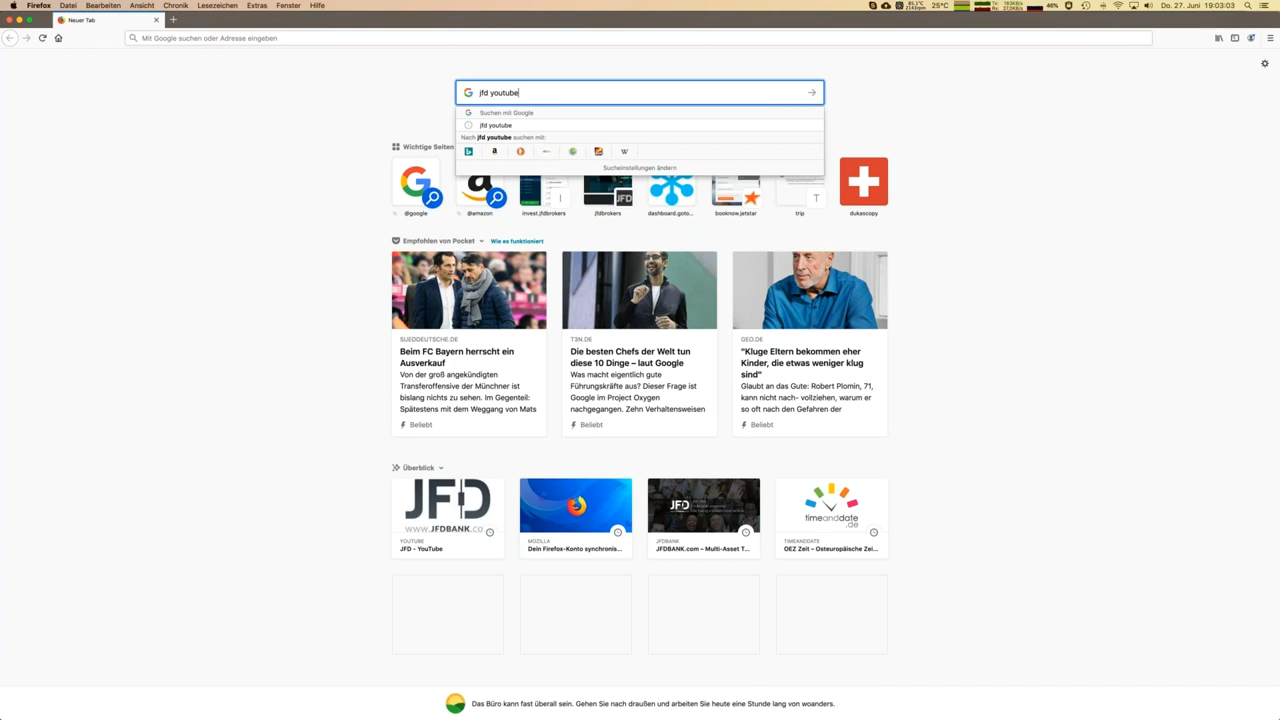 Firefox Datei Bearbeiten Ansicht Chronik Lesezeichen Extras Fenster Hilfe
25°C
46%
Do. 27. Juni 19:03:03
Neuer Tab
Mit Google suchen oder Adresse eingeben
jfd youtube
Suchen mit Google
jfd youtube
Nach jfd youtube suchen mit:
Sucheinstellungen ändern
Wichtige Seiten
JFD
I
T
@google
@amazon
invest.jfdbrokers
jfdbrokers
dashboard.goto...
booknow.jetstar
trip
dukascopy
Empfohlen von Pocket
Wie es funktioniert
SUEDDEUTSCHE.DE
Beim FC Bayern herrscht ein
Ausverkauf
Von der groß angekündigten
Transferoffensive der Münchner ist
bislang nichts zu sehen. Im Gegenteil:
Spätestens mit dem Weggang von Mats
Beliebt
T3N.DE
Die besten Chefs der Welt tun
diese 10 Dinge – laut Google
Was macht eigentlich gute
Führungskräfte aus? Dieser Frage ist
Google im Project Oxygen
nachgegangen. Zehn Verhaltensweisen
Beliebt
GEO.DE
"Kluge Eltern bekommen eher
Kinder, die etwas weniger klug
sind"
Glaubt an das Gute: Robert Plomin, 71,
kann nicht nach- vollziehen, warum er
so oft nach den Gefahren der
Beliebt
Überblick
JFD
WWW.JFDBANK.CO
YOUTUBE
JFD - YouTube
MOZILLA
Dein Firefox-Konto synchronis...
JFD
JFDBANK
JFDBANK.com – Multi-Asset T...
timeanddate
.de
TIMEANDDATE
OEZ Zeit – Osteuropäische Zei...
Das Büro kann fast überall sein. Gehen Sie nach draußen und arbeiten Sie heute eine Stunde lang von woanders.